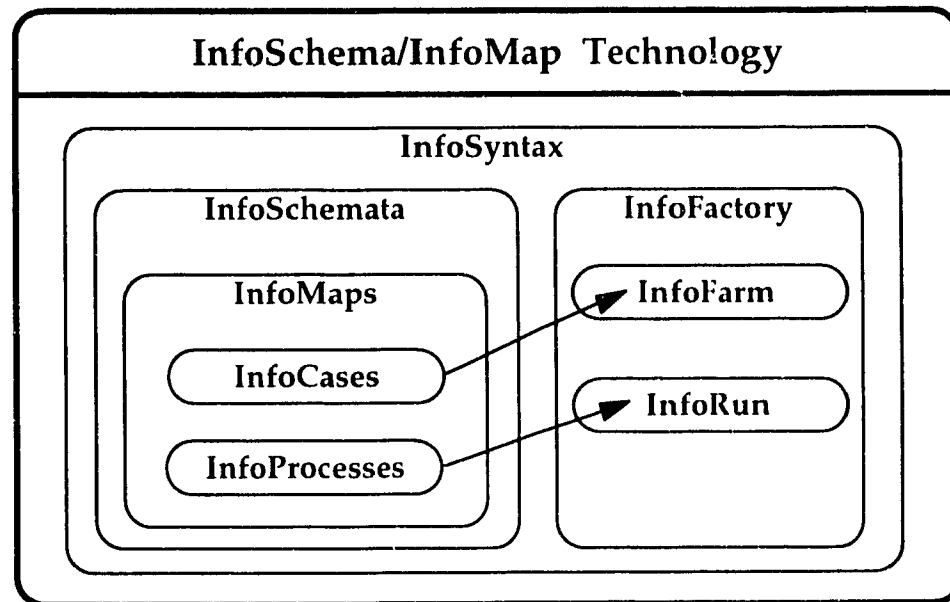 InfoSchema/InfoMap Technology
InfoSyntax
InfoSchemata
InfoFactory
InfoMaps
InfoFarm
InfoCases
InfoRun
InfoProcesses